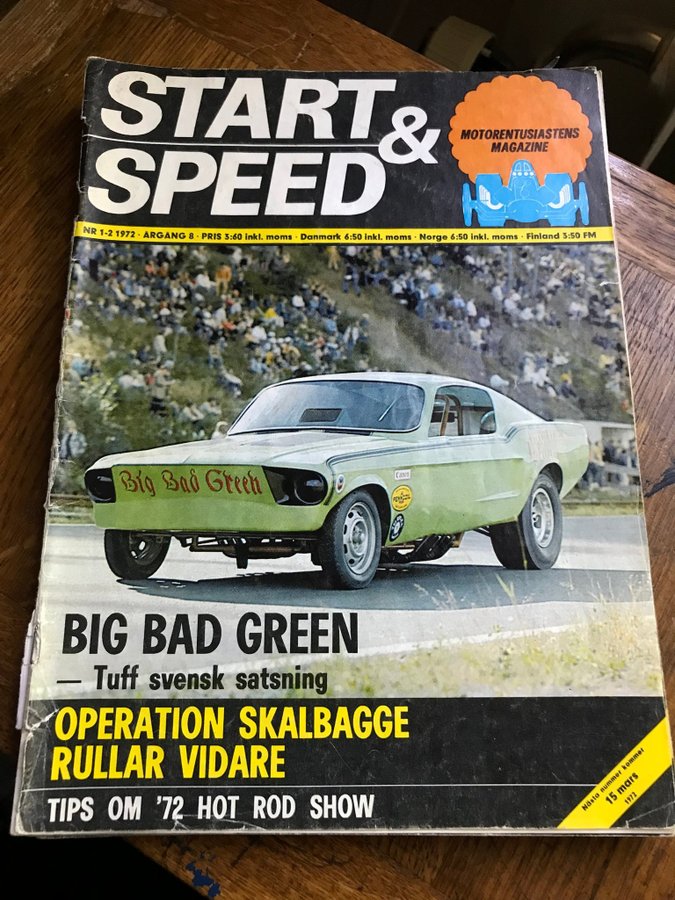 START &
SPEED
MOTORENTUSIASTENS
MAGAZINE
NR 1-2 1972 · ÅRGÅNG 8 · PRIS 3:60 inkl. moms · Danmark 6:50 inkl. moms · Norge 6:50 inkl. moms · Finland 3:50 FM
Big Bad Green
BIG BAD GREEN
— Tuff svensk satsning
OPERATION SKALBAGGE
RULLAR VIDARE
TIPS OM '72 HOT ROD SHOW
Nästa nummer kommer
15 mars
1972